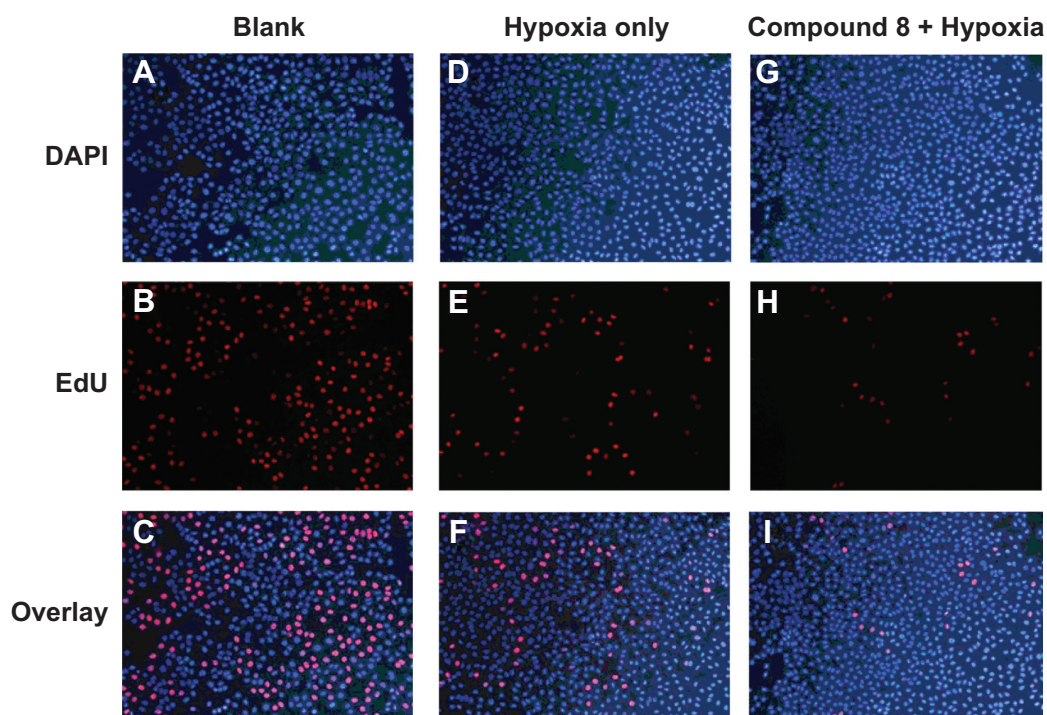 Blank Hypoxia only Compound 8 + Hypoxia
DAPI A D G
EdU B E H
Overlay C F I